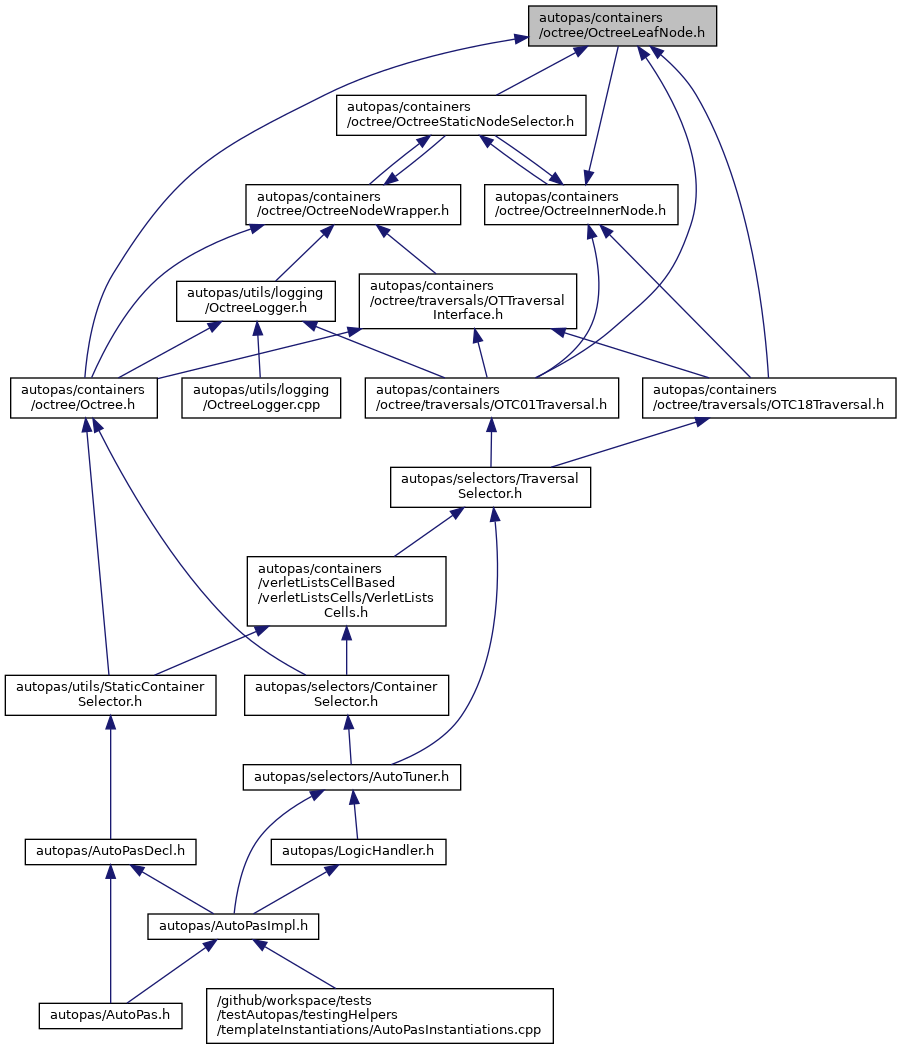 autopas/containers
/octree/OctreeLeafNode.h
autopas/containers
/octree/OctreeStaticNodeSelector.h
autopas/containers
/octree/OctreeNodeWrapper.h
autopas/containers
/octree/OctreeInnerNode.h
autopas/utils/logging
/OctreeLogger.h
autopas/containers
/octree/traversals/OTTraversal
Interface.h
autopas/containers
/octree/Octree.h
autopas/utils/logging
/OctreeLogger.cpp
autopas/containers
/octree/traversals/OTC01Traversal.h
autopas/containers
/octree/traversals/OTC18Traversal.h
autopas/selectors/Traversal
Selector.h
autopas/containers
/verletListsCellBased
/verletListsCells/VerletLists
Cells.h
autopas/utils/StaticContainer
Selector.h
autopas/selectors/Container
Selector.h
autopas/selectors/AutoTuner.h
autopas/AutoPasDecl.h
autopas/LogicHandler.h
autopas/AutoPasImpl.h
autopas/AutoPas.h
/github/workspace/tests
/testAutopas/testingHelpers
/templateInstantiations/AutoPasInstantiations.cpp